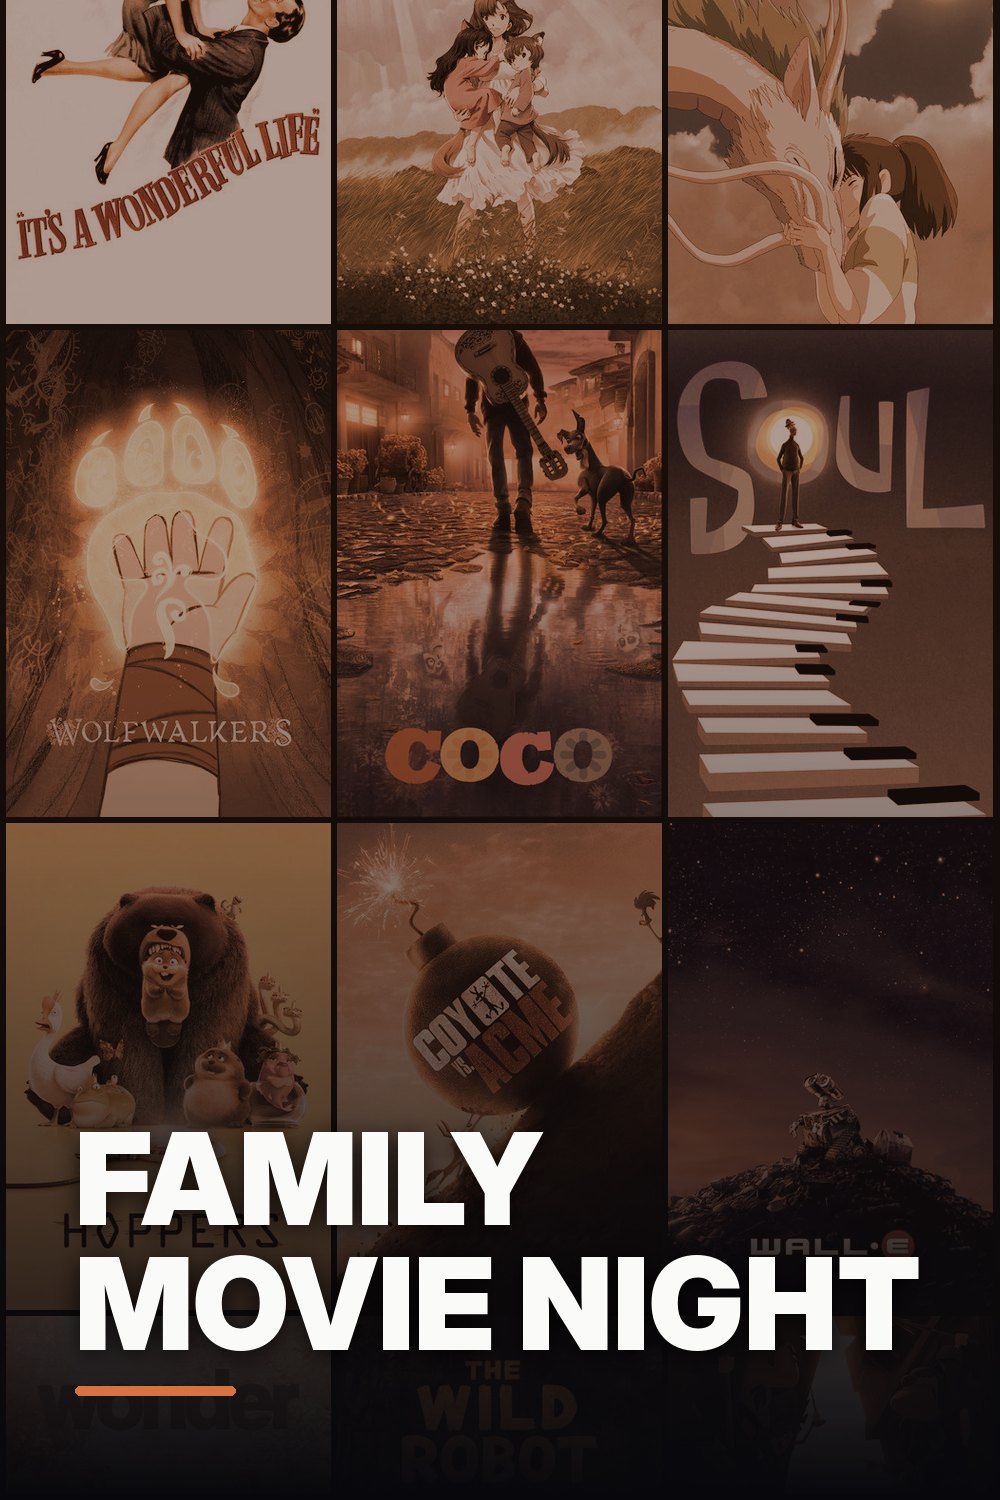 "IT'S A WONDERFUL LIFE"
WOLFWALKERS
COCO
SOUL
COYOTE
VS. ACME
HOPPERS
WALL·E
FAMILY
MOVIE NIGHT
wonder
THE
WILD
ROBOT